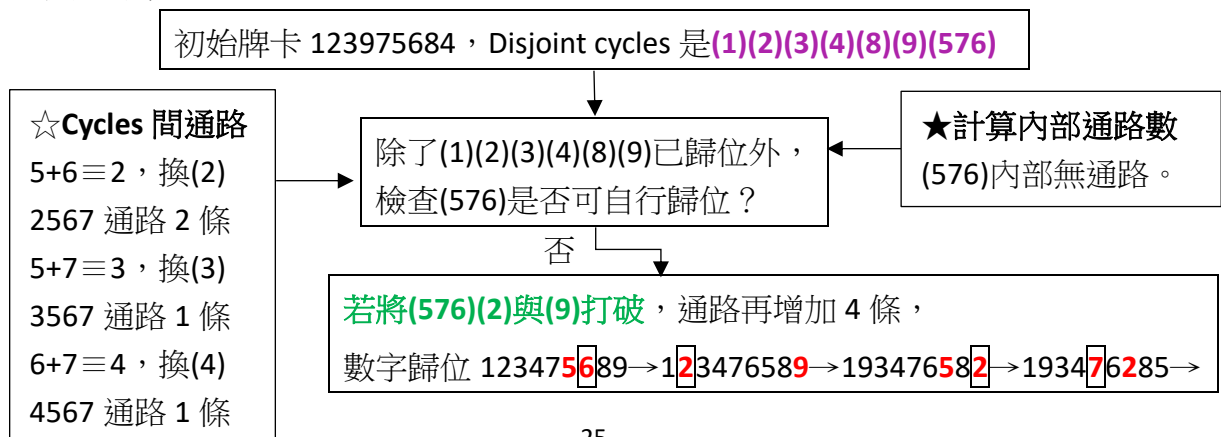 初始牌卡 123975684，Disjoint cycles 是(1)(2)(3)(4)(8)(9)(576)
☆Cycles 間通路
5+6≡2，換(2)
2567 通路 2 條
5+7≡3，換(3)
3567 通路 1 條
6+7≡4，換(4)
4567 通路 1 條
除了(1)(2)(3)(4)(8)(9)已歸位外，
檢查(576)是否可自行歸位？
★計算內部通路數
(576)內部無通路。
否
若將(576)(2)與(9)打破，通路再增加 4 條，
數字歸位 123475689→123476589→193476582→193476285→